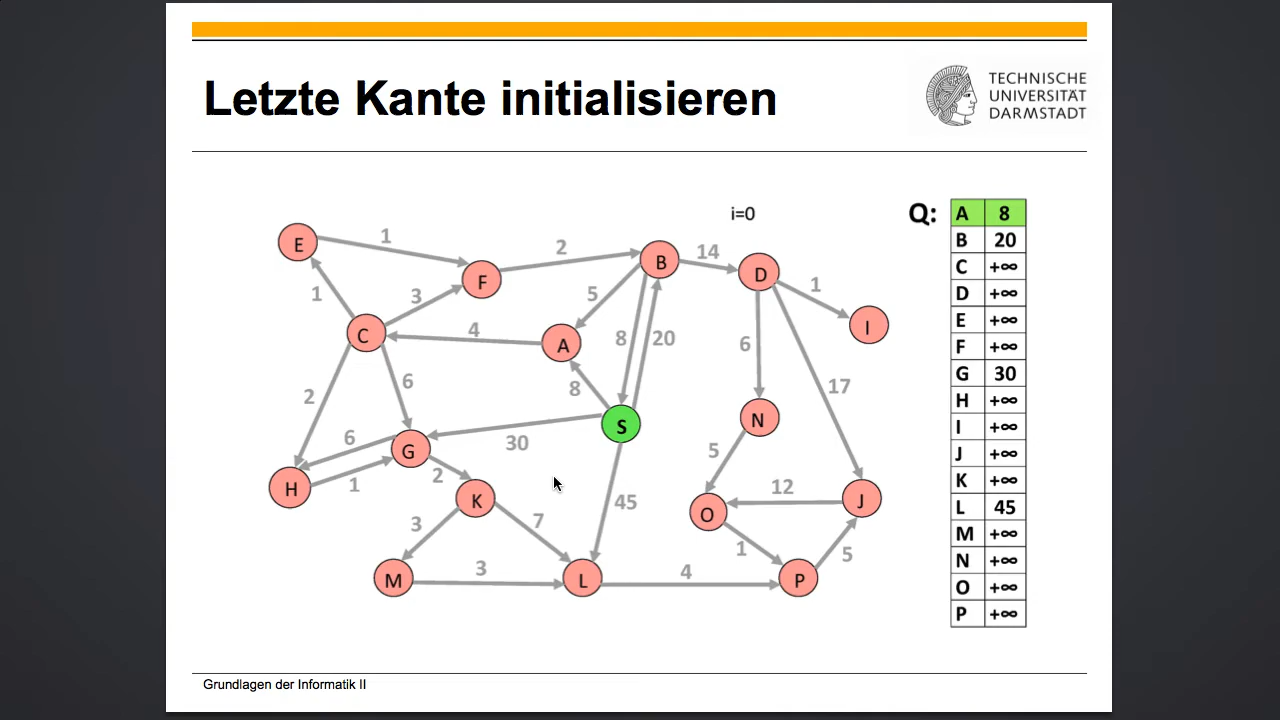 Letzte Kante initialisieren
TECHNISCHE
UNIVERSITÄT
DARMSTADT
i=0
Q:
A 8
B 20
C +∞
D +∞
E +∞
F +∞
G 30
H +∞
I +∞
J +∞
K +∞
L 45
M +∞
N +∞
O +∞
P +∞
E
1
F
2
B
14
D
1
I
1
3
5
C
4
A
8
20
6
17
2
6
8
S
N
6
G
30
5
H
1
2
K
45
O
12
J
3
7
1
5
M
3
L
4
P
Grundlagen der Informatik II